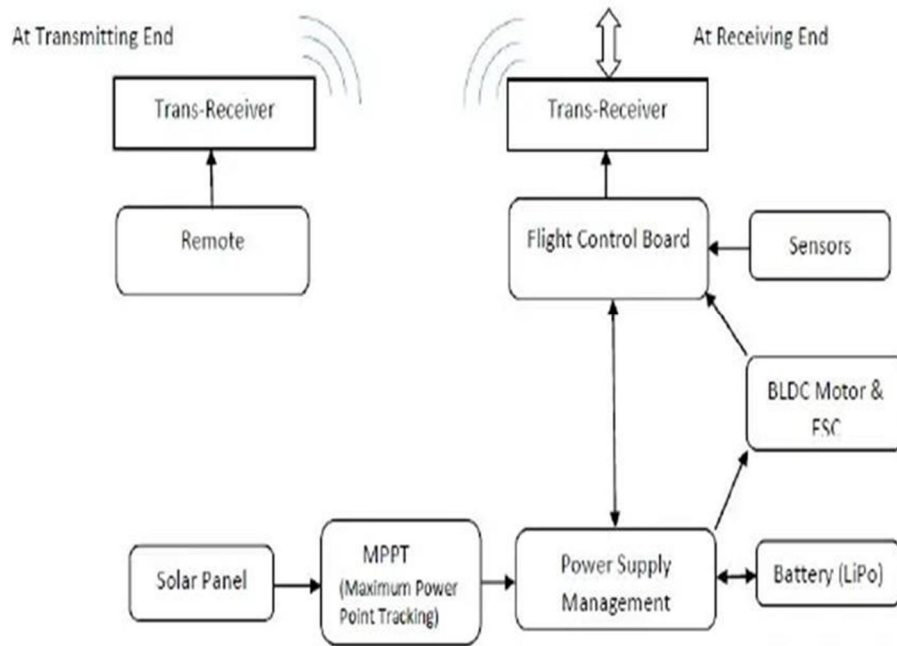 At Transmitting End
At Receiving End
Trans-Receiver
Trans-Receiver
Remote
Flight Control Board
Sensors
BLDC Motor &
ESC
Solar Panel
MPPT
(Maximum Power
Point Tracking)
Power Supply
Management
Battery (LiPo)